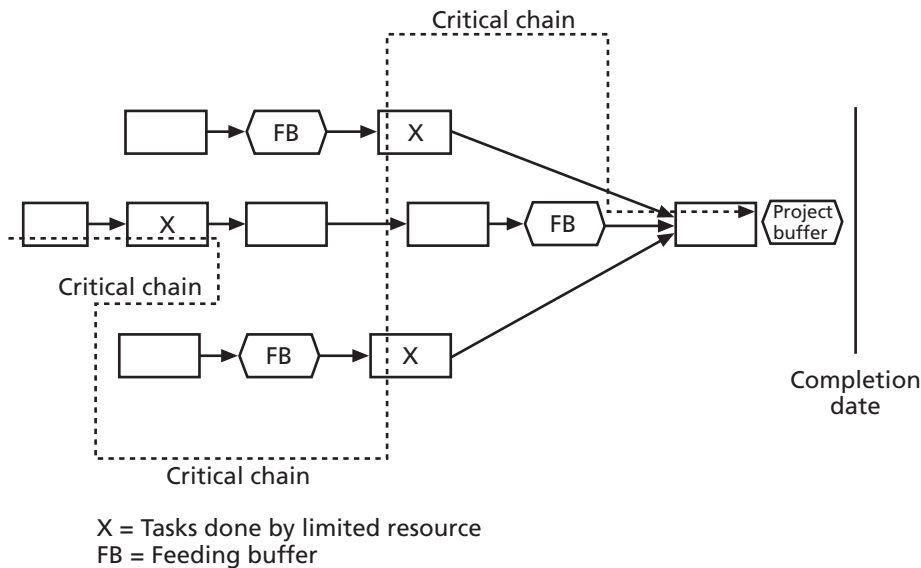 Critical chain
FB
X
X
FB
Project
buffer
Critical chain
FB
X
Completion
date
Critical chain
X = Tasks done by limited resource
FB = Feeding buffer